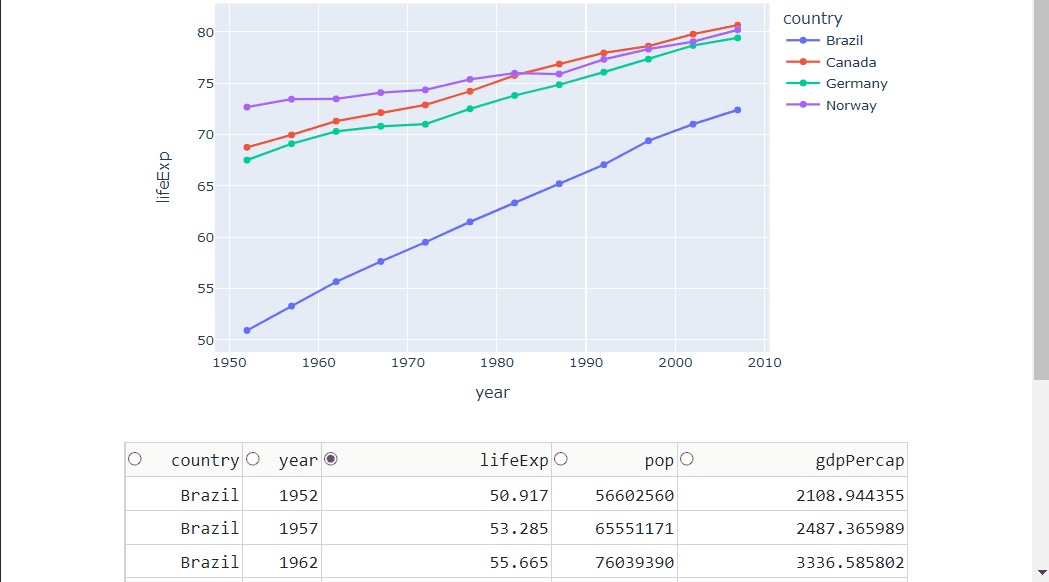 80
75
70
65
60
55
50
lifeExp
1950 1960 1970 1980 1990 2000 2010
year
country
Brazil
Canada
Germany
Norway
country year lifeExp pop gdpPercap
Brazil 1952 50.917 56602560 2108.944355
Brazil 1957 53.285 65551171 2487.365989
Brazil 1962 55.665 76039390 3336.585802